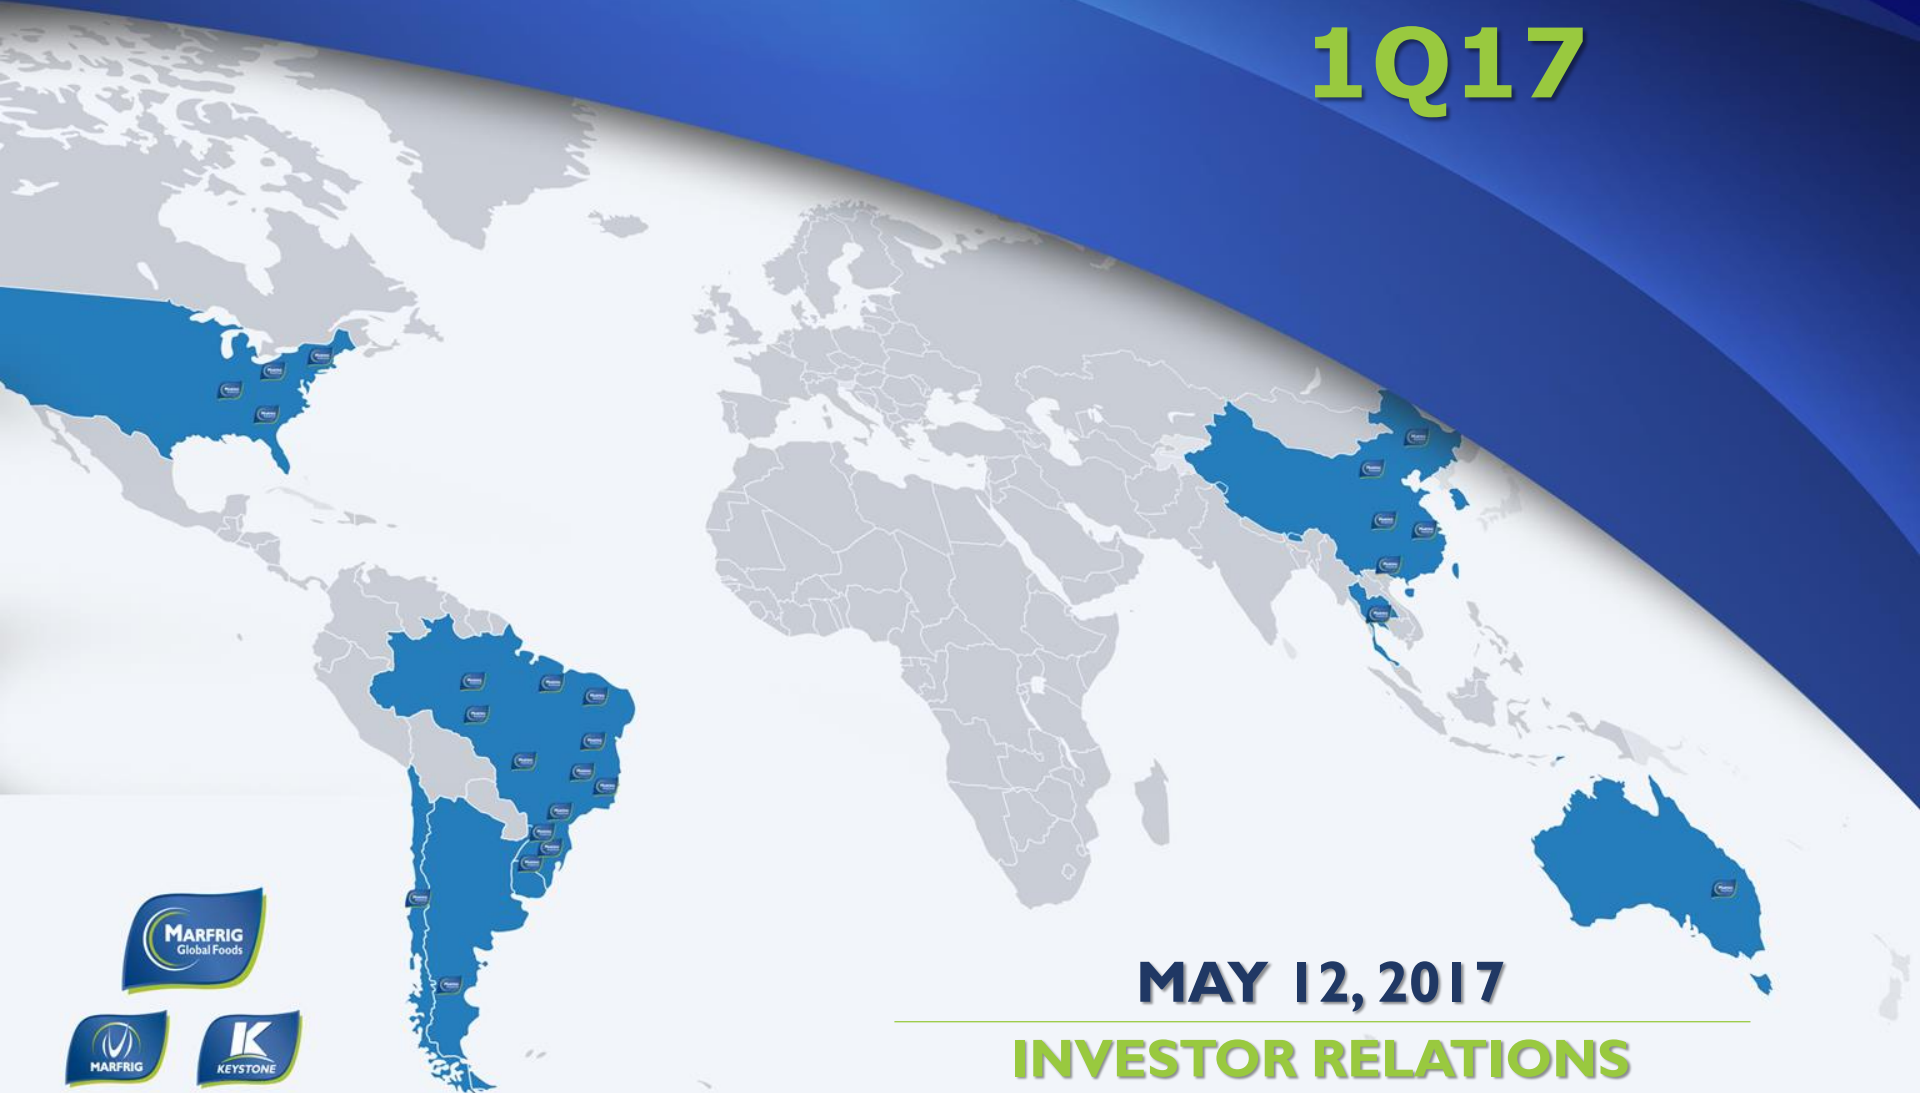 1Q17
MARFRIG
Global Foods
MARFRIG
KEYSTONE
MAY 12, 2017
INVESTOR RELATIONS